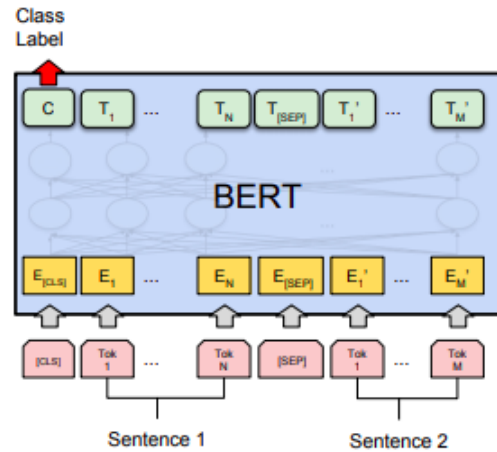 Class
Label
C T1 ... TN T[SEP] T1' ... TM'
...
BERT
...
E[CLS] E1 ... EN E[SEP] E1' ... EM'
[CLS] Tok 1 ... Tok N [SEP] Tok 1 ... Tok M
Sentence 1 Sentence 2